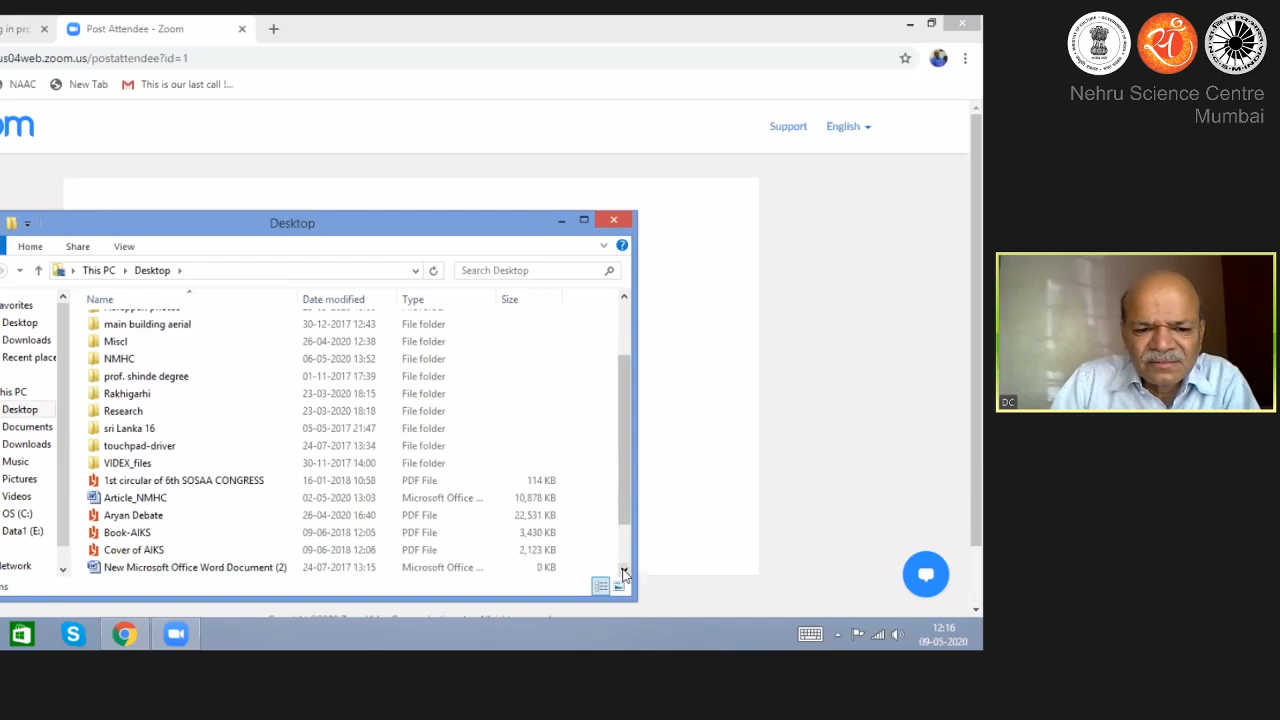 g in pro
Post Attendee - Zoom
us04web.zoom.us/postattendee?id=1
NAAC
New Tab
This is our last call !...
om
Support
English
Desktop
Home
Share
View
This PC
Desktop
Search Desktop
Name
Date modified
Type
Size
avorites
Desktop
Downloads
Recent place
his PC
Desktop
Documents
Downloads
Music
Pictures
Videos
OS (C:)
Data1 (E:)
etwork
ms
main building aerial 30-12-2017 12:43 File folder
Miscl 26-04-2020 12:38 File folder
NMHC 06-05-2020 13:52 File folder
prof. shinde degree 01-11-2017 17:39 File folder
Rakhigarhi 23-03-2020 18:15 File folder
Research 23-03-2020 18:18 File folder
sri Lanka 16 05-05-2017 21:47 File folder
touchpad-driver 24-07-2017 13:34 File folder
VIDEX_files 30-11-2017 14:00 File folder
1st circular of 6th SOSAA CONGRESS 16-01-2018 10:58 PDF File 114 KB
Article_NMHC 02-05-2020 13:03 Microsoft Office ... 10,878 KB
Aryan Debate 26-04-2020 16:40 PDF File 22,531 KB
Book-AIKS 09-06-2018 12:05 PDF File 3,430 KB
Cover of AIKS 09-06-2018 12:06 PDF File 2,123 KB
New Microsoft Office Word Document (2) 24-07-2017 13:15 Microsoft Office ... 0 KB
12:16
09-05-2020
Nehru Science Centre
Mumbai
DC